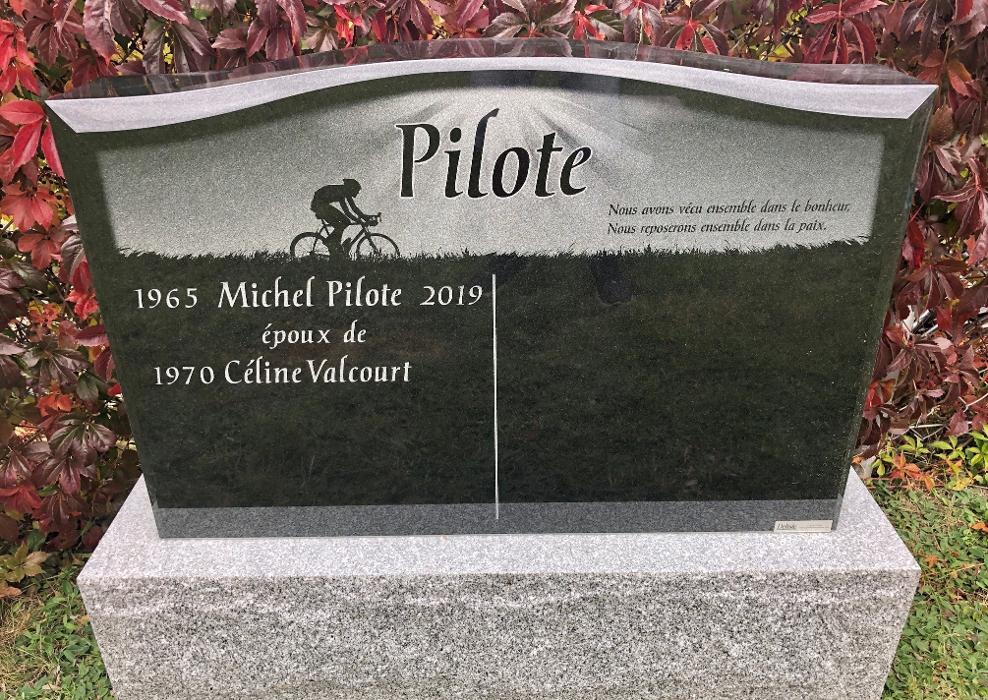 Pilote
Nous avons vécu ensemble dans le bonheur,
Nous reposerons ensemble dans la paix.
1965 Michel Pilote 2019
époux de
1970 Céline Valcourt